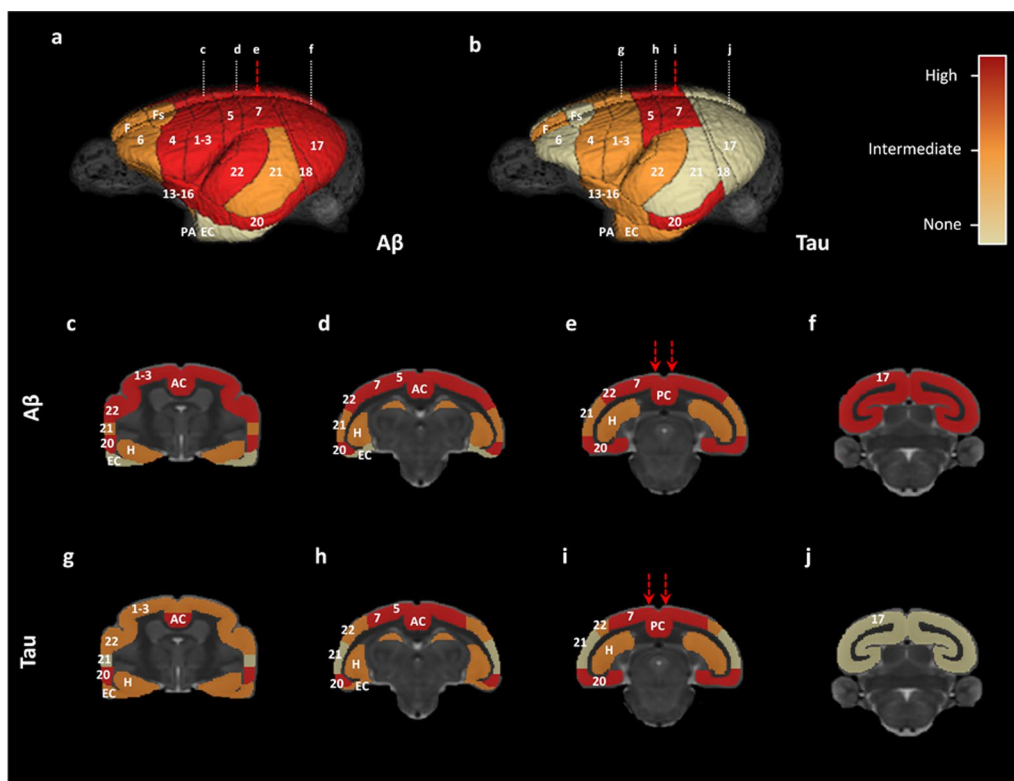 a
b
c d e f
g h i j
High
Intermediate
None
F Fs 6 4 1-3 5 7 17
22 21 18
13-16
20
PA EC
Aβ
F Fs 6 4 1-3 5 7 17
22 21 18
13-16
20
PA EC
Tau
c
d
e
f
Aβ
1-3 AC
22
21
20 H
EC
7 5
22 AC
21
H
20 EC
7
22 PC
21
H
20
17
g
h
i
j
Tau
1-3 AC
22
21
20 H
EC
7 5
22 AC
21
H
20 EC
7
22 PC
21
H
20
17